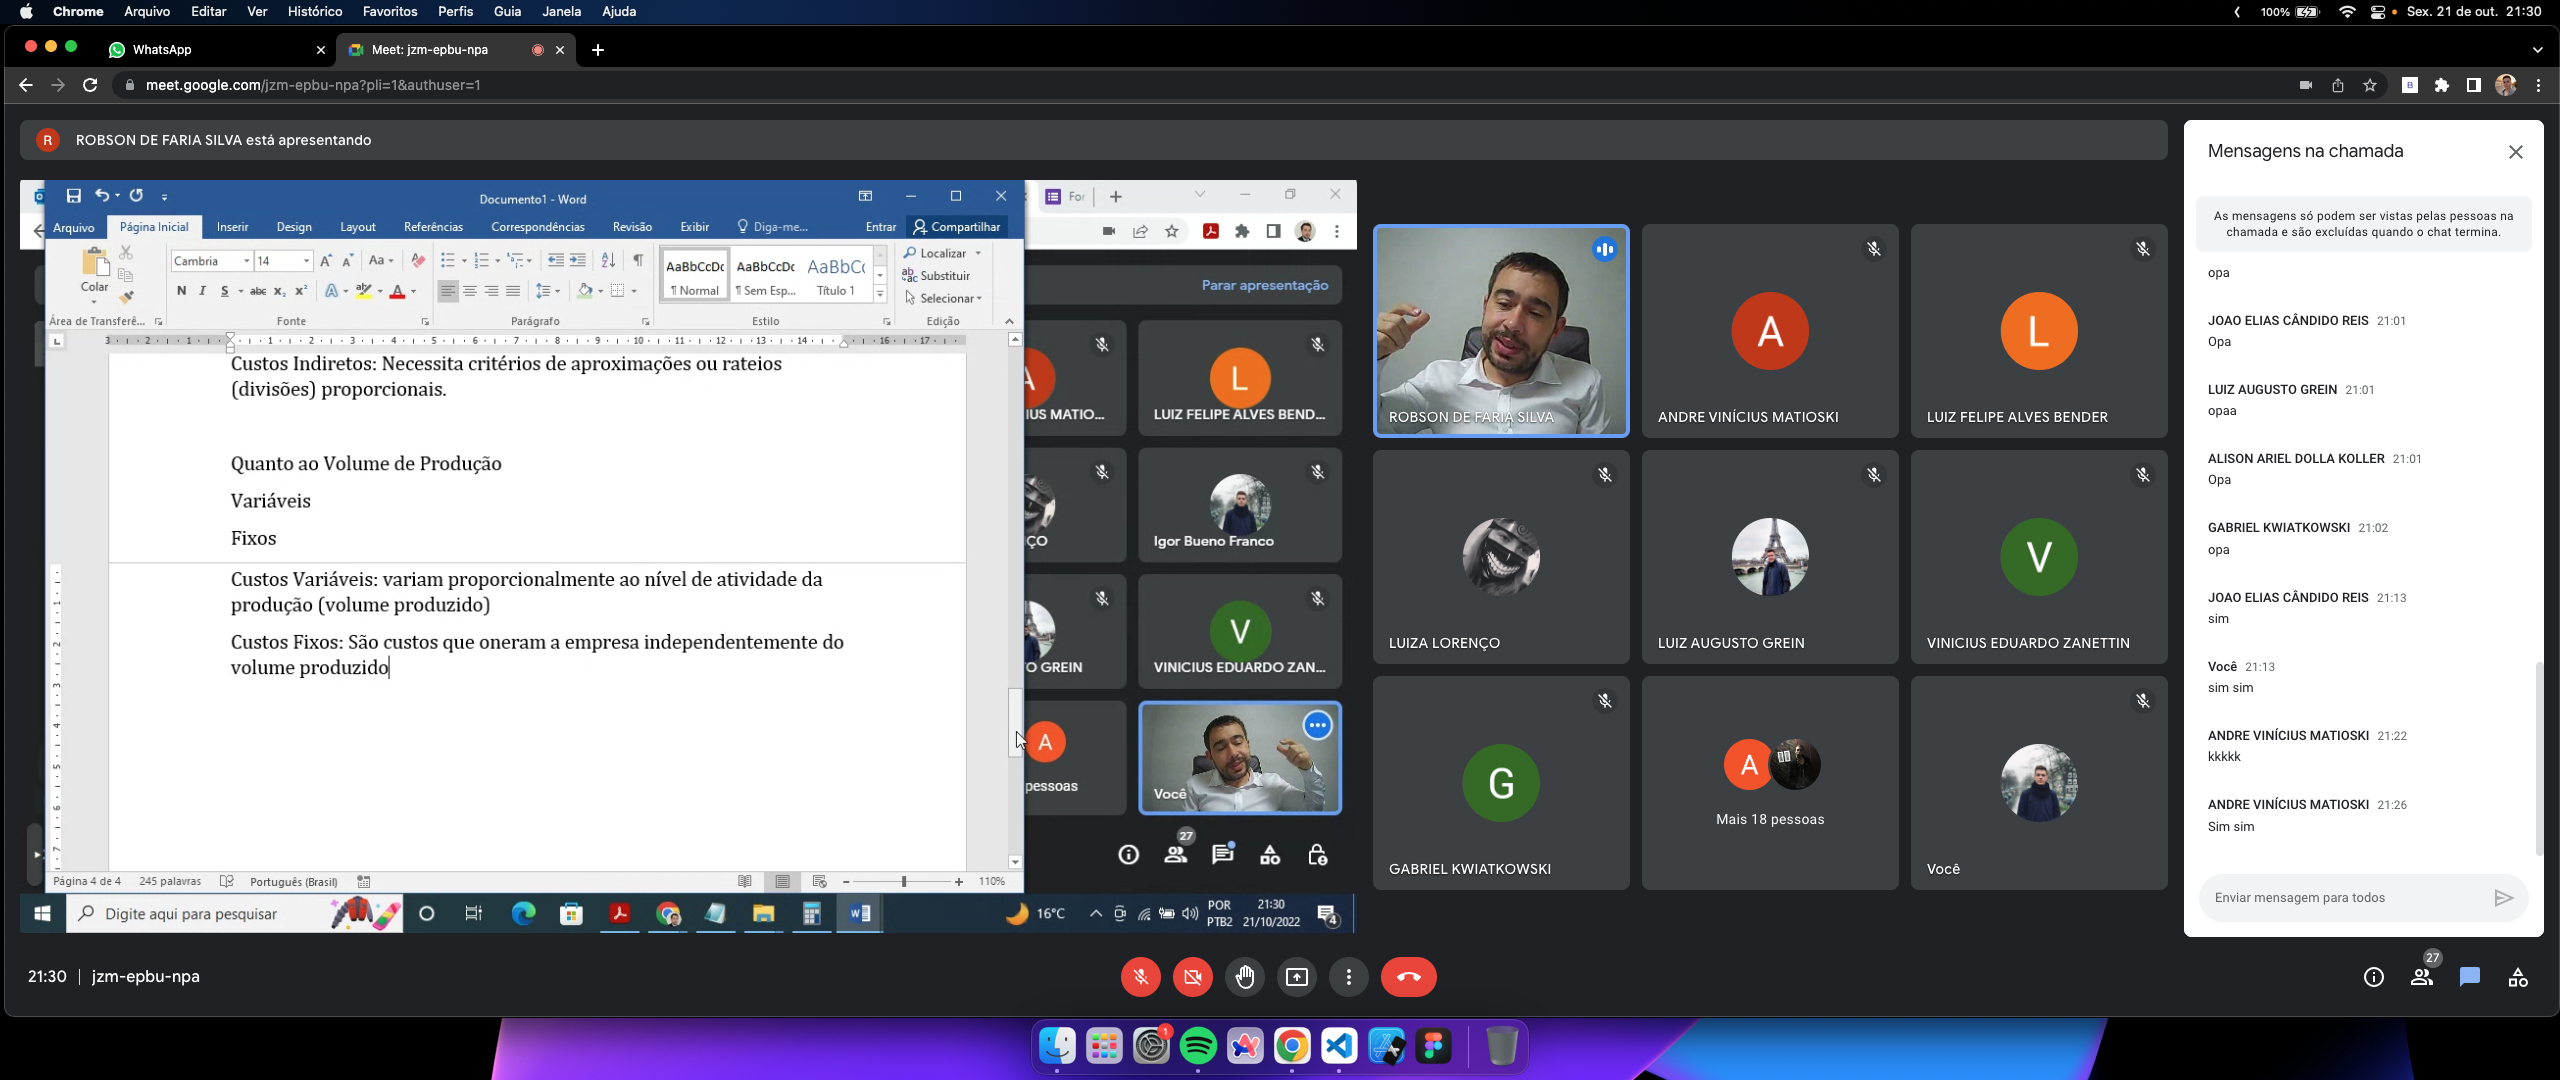 Chrome Arquivo Editar Ver Histórico Favoritos Perfis Guia Janela Ajuda
100% Sex. 21 de out. 21:30
WhatsApp
Meet: jzm-epbu-npa
meet.google.com/jzm-epbu-npa?pli=1&authuser=1
R ROBSON DE FARIA SILVA está apresentando
Documento1 - Word
For
Arquivo Página Inicial Inserir Design Layout Referências Correspondências Revisão Exibir Diga-me... Entrar Compartilhar
Colar
Cambria 14
N I S abc x₂ x²
AaBbCcDc AaBbCcDc AaBbCc
¶ Normal ¶ Sem Esp... Título 1
Localizar
Substituir
Selecionar
Área de Transferê... Fonte Parágrafo Estilo Edição
Parar apresentação
Custos Indiretos: Necessita critérios de aproximações ou rateios
(divisões) proporcionais.
Quanto ao Volume de Produção
Variáveis
Fixos
Custos Variáveis: variam proporcionalmente ao nível de atividade da
produção (volume produzido)
Custos Fixos: São custos que oneram a empresa independentemente do
volume produzido
Página 4 de 4 245 palavras Português (Brasil) 110%
IUS MATIO...
L
LUIZ FELIPE ALVES BEND...
ÇO
Igor Bueno Franco
O GREIN
V
VINICIUS EDUARDO ZAN...
A
pessoas
Você
27
Digite aqui para pesquisar
16°C
POR
PTB2
21:30
21/10/2022
4
ROBSON DE FARIA SILVA
A
ANDRE VINÍCIUS MATIOSKI
L
LUIZ FELIPE ALVES BENDER
LUIZA LORENÇO
LUIZ AUGUSTO GREIN
V
VINICIUS EDUARDO ZANETTIN
G
GABRIEL KWIATKOWSKI
A
Mais 18 pessoas
Você
Mensagens na chamada
As mensagens só podem ser vistas pelas pessoas na
chamada e são excluídas quando o chat termina.
opa
JOAO ELIAS CÂNDIDO REIS 21:01
Opa
LUIZ AUGUSTO GREIN 21:01
opaa
ALISON ARIEL DOLLA KOLLER 21:01
Opa
GABRIEL KWIATKOWSKI 21:02
opa
JOAO ELIAS CÂNDIDO REIS 21:13
sim
Você 21:13
sim sim
ANDRE VINÍCIUS MATIOSKI 21:22
kkkkk
ANDRE VINÍCIUS MATIOSKI 21:26
Sim sim
Enviar mensagem para todos
21:30 | jzm-epbu-npa
27
1